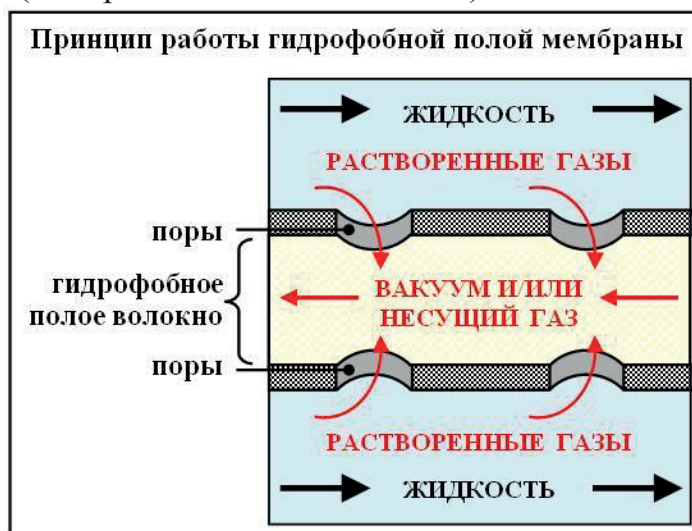 Принцип работы гидрофобной полой мембраны
ЖИДКОСТЬ
РАСТВОРЕННЫЕ ГАЗЫ
поры
гидрофобное
полое волокно
ВАКУУМ И/ИЛИ
НЕСУЩИЙ ГАЗ
поры
РАСТВОРЕННЫЕ ГАЗЫ
ЖИДКОСТЬ